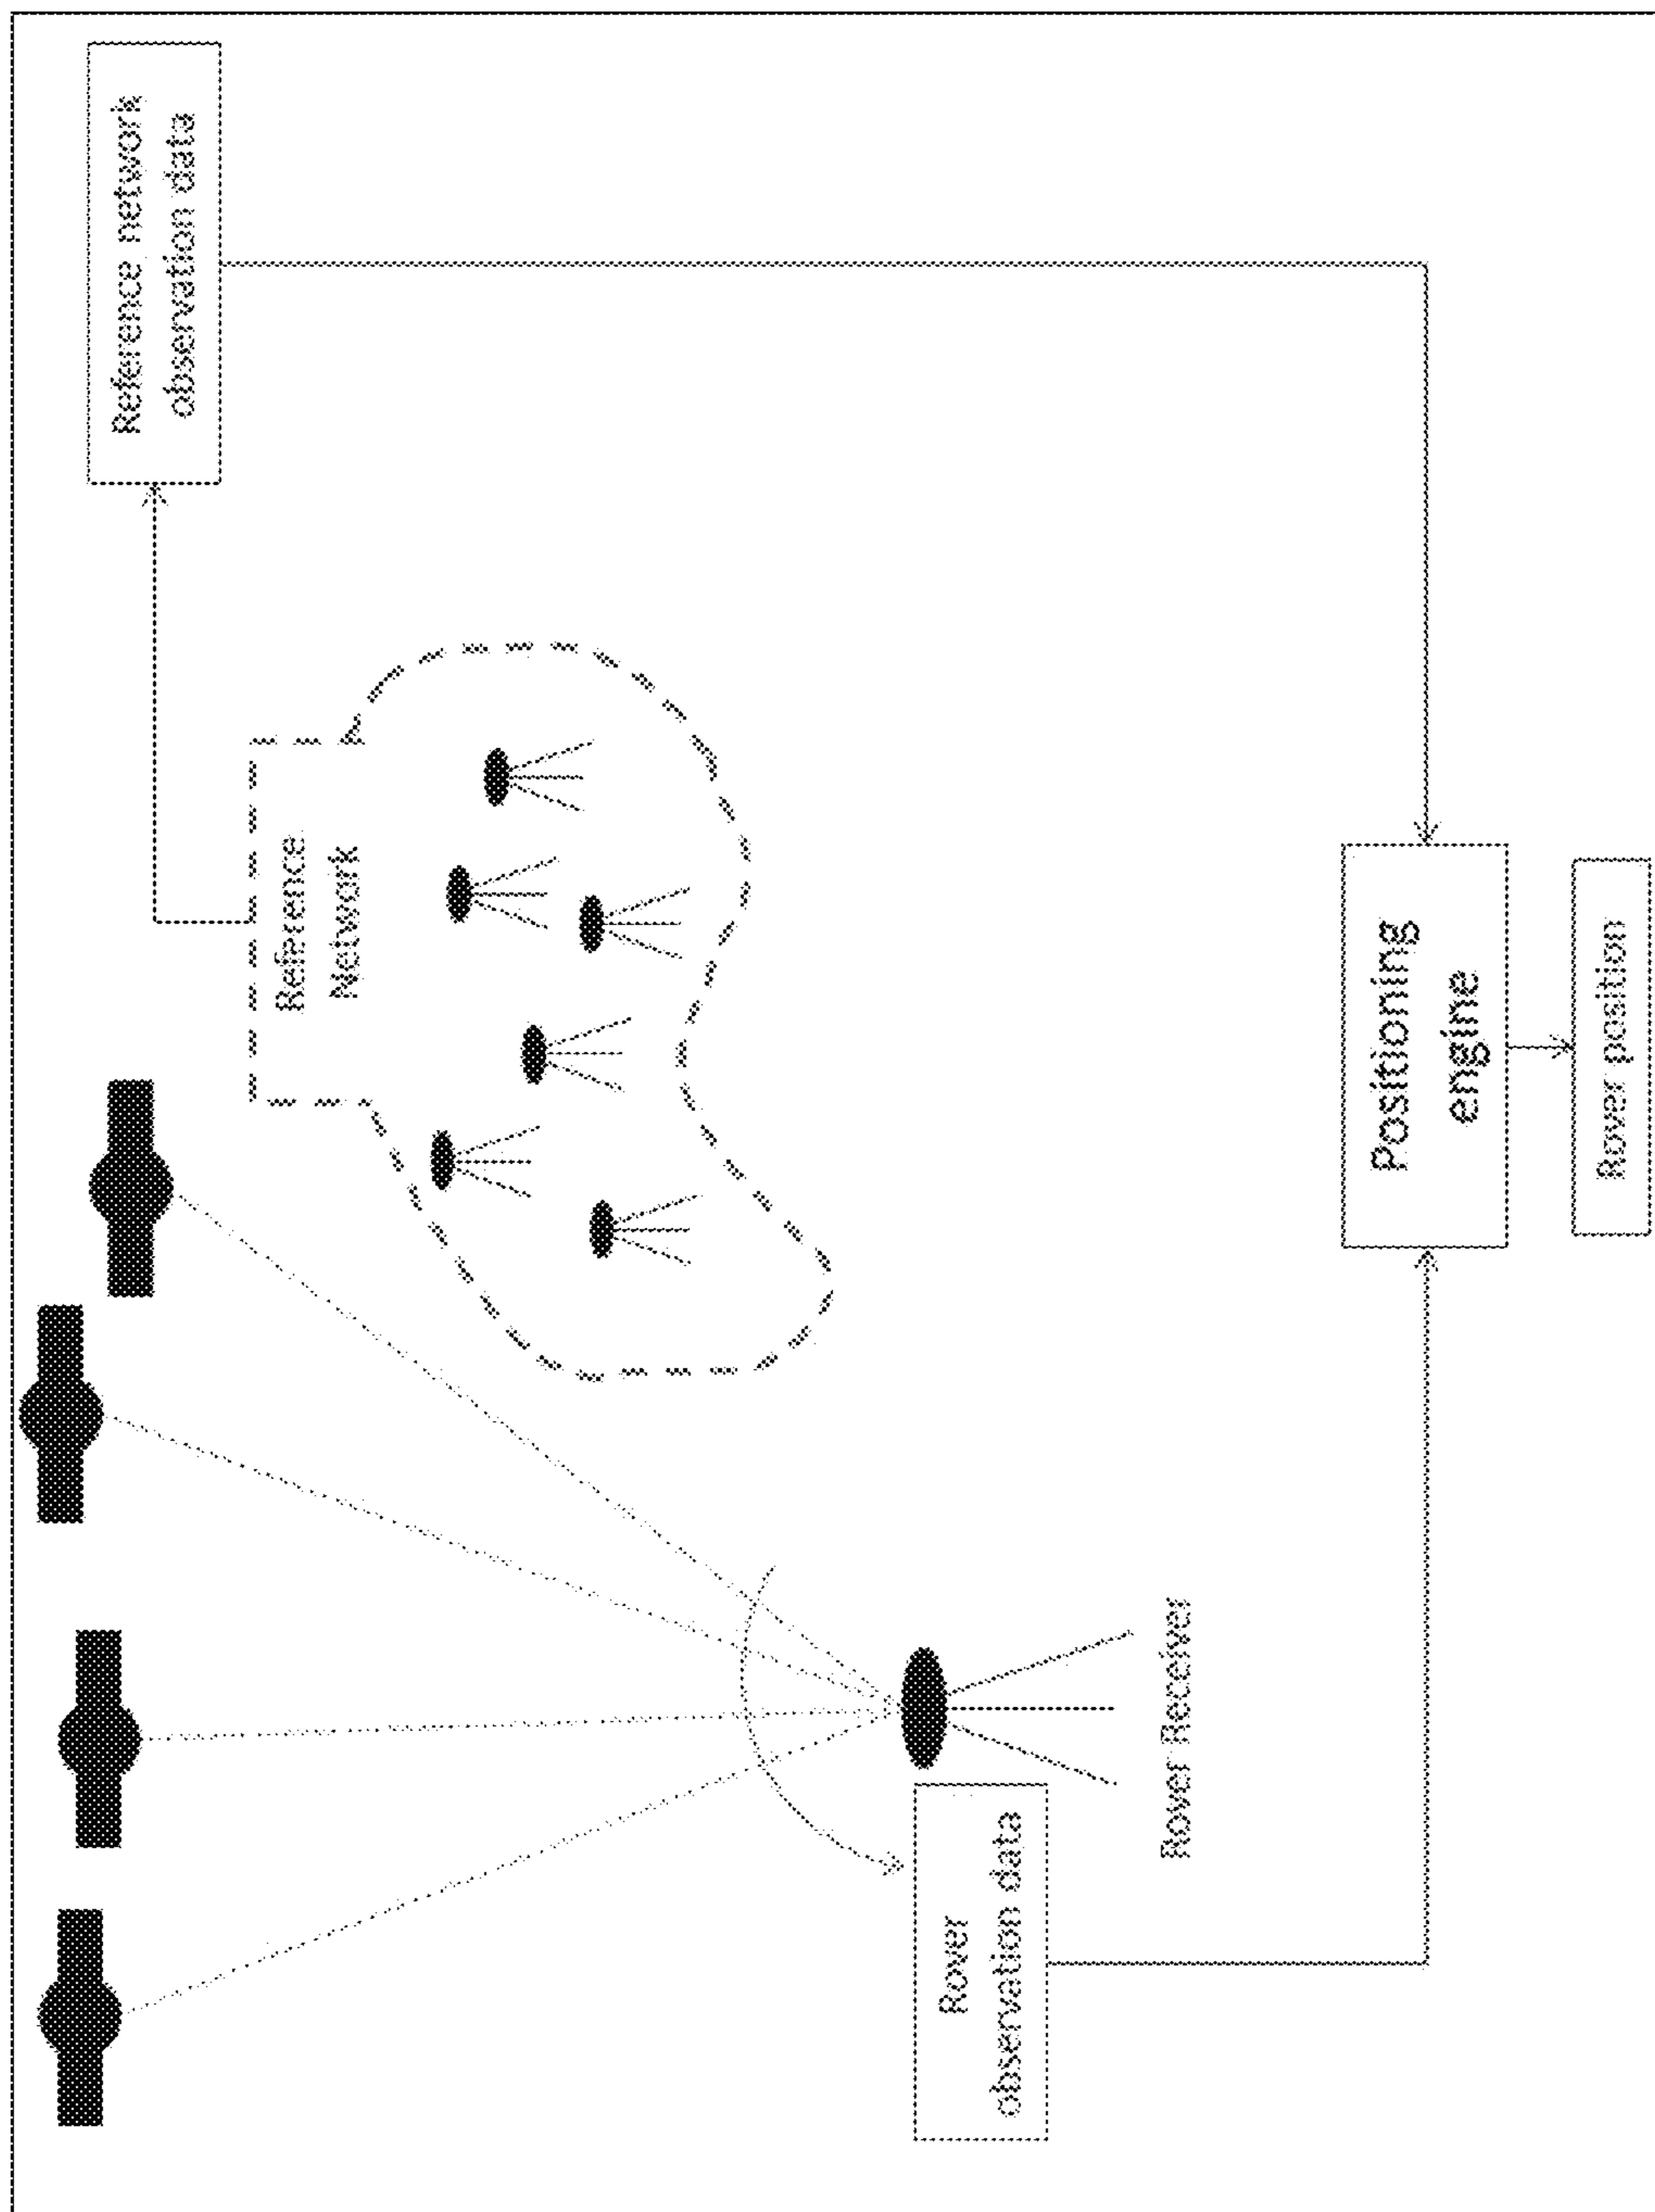 Reference network
observation data
Reference
Network
Rover
observation data
Rover Receiver
Positioning
engine
Rover position